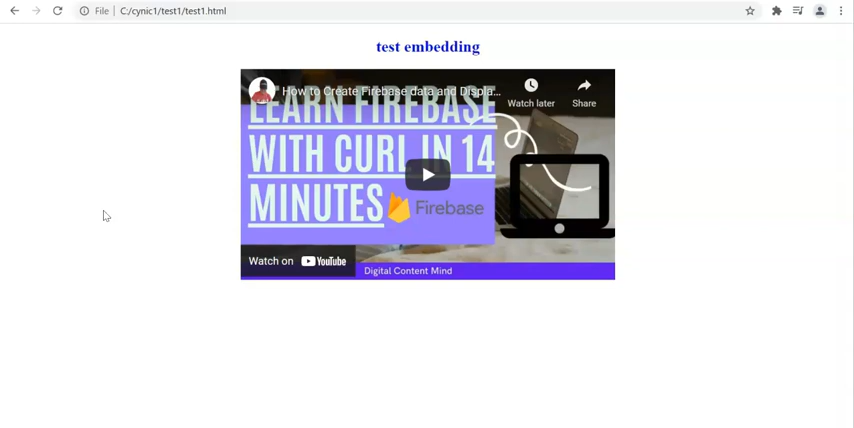 File
C:/cynic1/test1/test1.html
test embedding
How to Create Firebase data and Displa...
Watch later
Share
LEARN FIREBASE
WITH CURL IN 14
MINUTES
Firebase
Watch on YouTube
Digital Content Mind